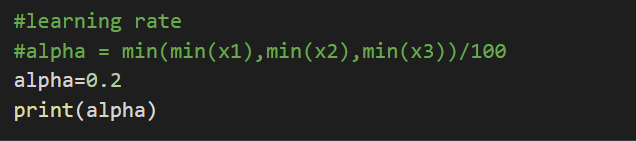 #learning rate
#alpha = min(min(x1),min(x2),min(x3))/100
alpha=0.2
print(alpha)